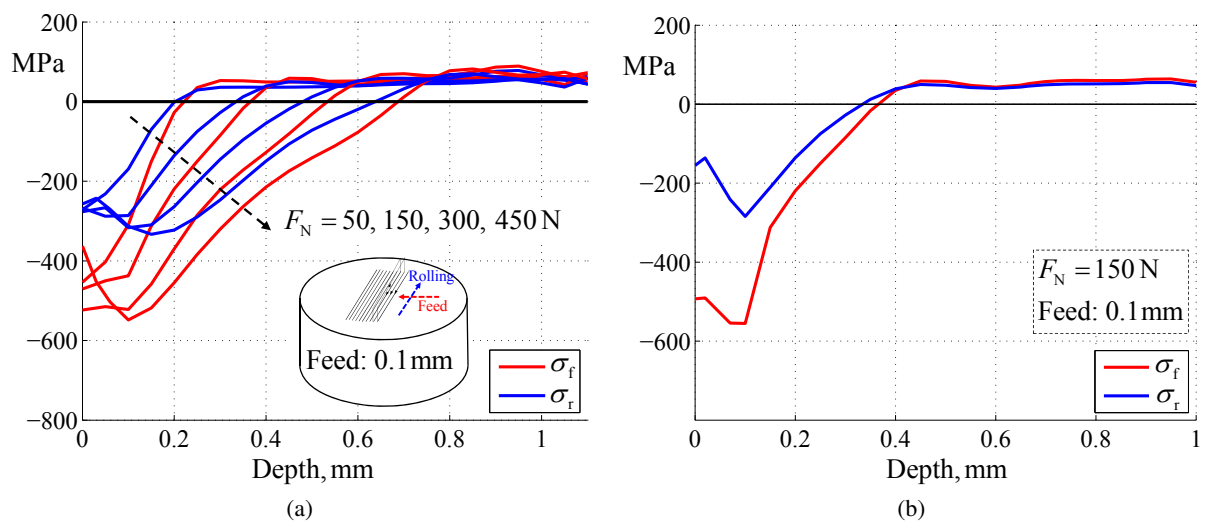 (a)
200
MPa
0
−200
−400
−600
−800
0 0.2 0.4 0.6 0.8 1
Depth, mm
F_N = 50, 150, 300, 450 N
Rolling
Feed
Feed: 0.1mm
σ_f
σ_r
(a)
(b)
200
MPa
0
−200
−400
−600
0 0.2 0.4 0.6 0.8 1
Depth, mm
F_N = 150 N
Feed: 0.1mm
σ_f
σ_r
(b)